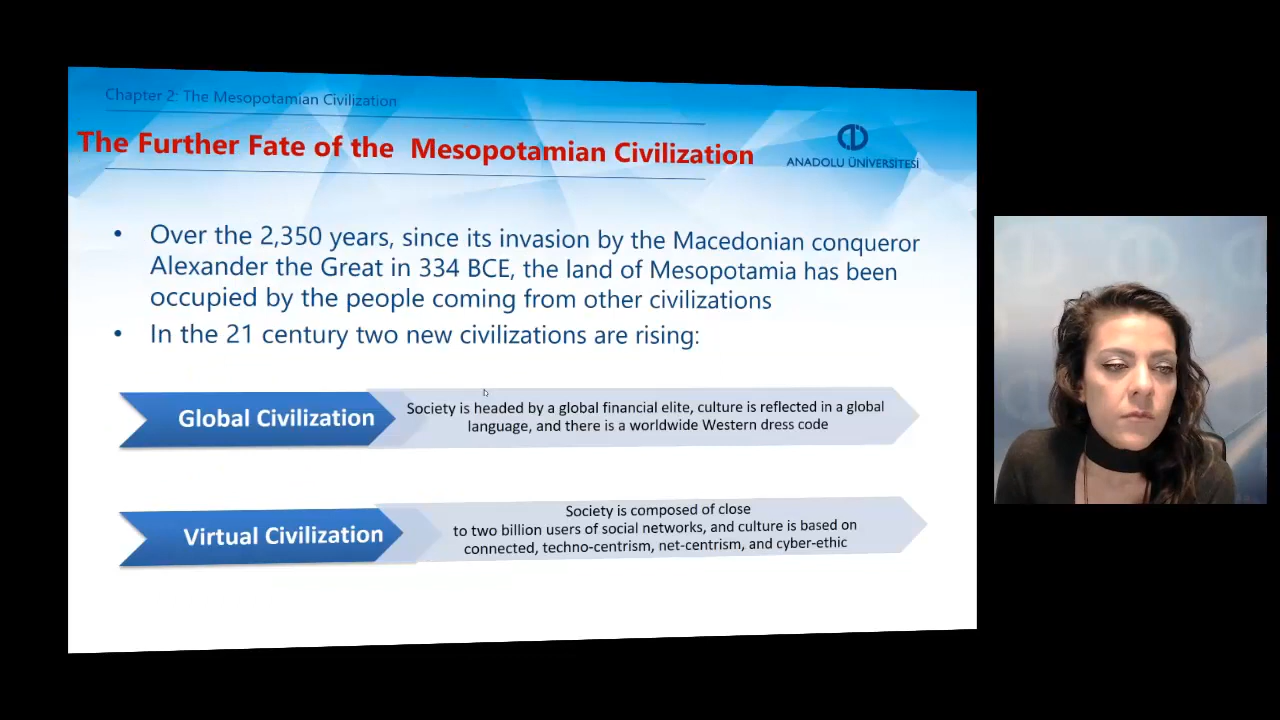 Chapter 2: The Mesopotamian Civilization
The Further Fate of the Mesopotamian Civilization
ANADOLU ÜNİVERSİTESİ
• Over the 2,350 years, since its invasion by the Macedonian conqueror
Alexander the Great in 334 BCE, the land of Mesopotamia has been
occupied by the people coming from other civilizations
• In the 21 century two new civilizations are rising:
Global Civilization
Society is headed by a global financial elite, culture is reflected in a global
language, and there is a worldwide Western dress code
Virtual Civilization
Society is composed of close
to two billion users of social networks, and culture is based on
connected, techno-centrism, net-centrism, and cyber-ethic